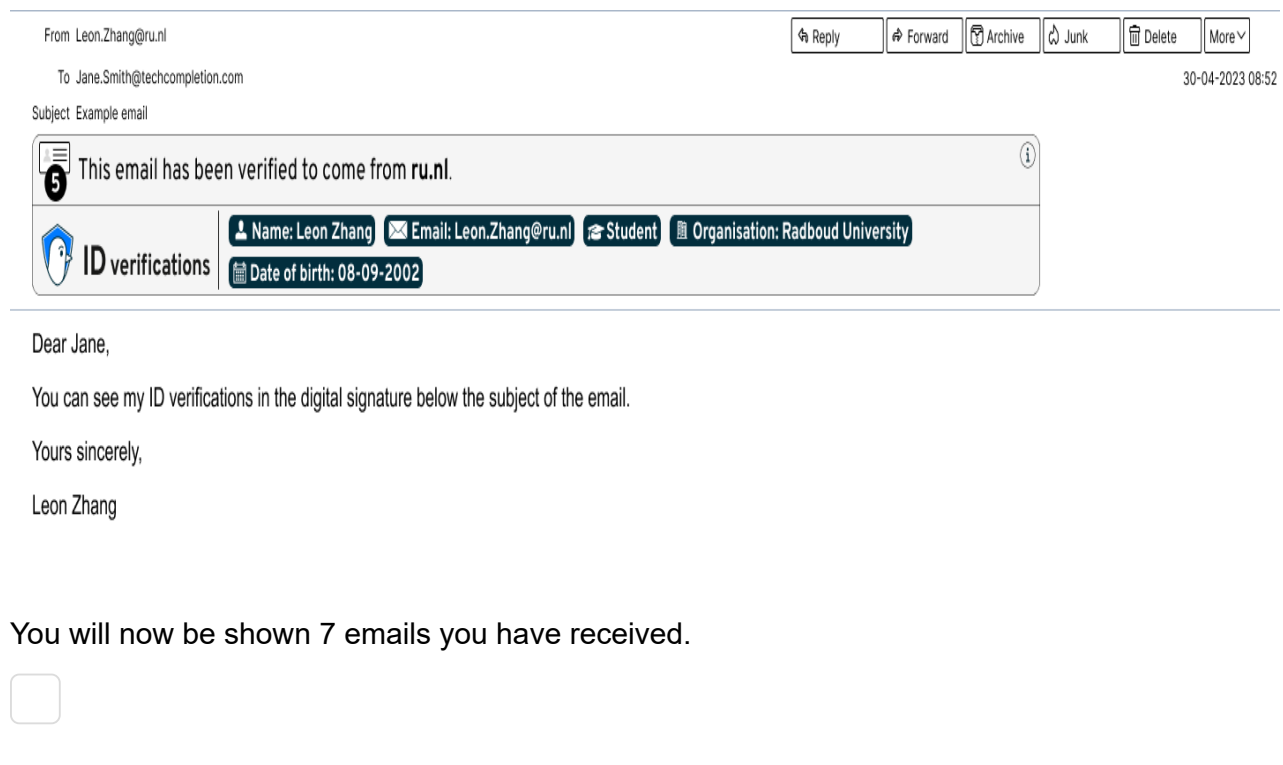 From Leon.Zhang@ru.nl
Reply Forward Archive Junk Delete More
To Jane.Smith@techcompletion.com
30-04-2023 08:52
Subject Example email
5 This email has been verified to come from ru.nl.
i
ID verifications
Name: Leon Zhang Email: Leon.Zhang@ru.nl Student Organisation: Radboud University
Date of birth: 08-09-2002
Dear Jane,
You can see my ID verifications in the digital signature below the subject of the email.
Yours sincerely,
Leon Zhang
You will now be shown 7 emails you have received.